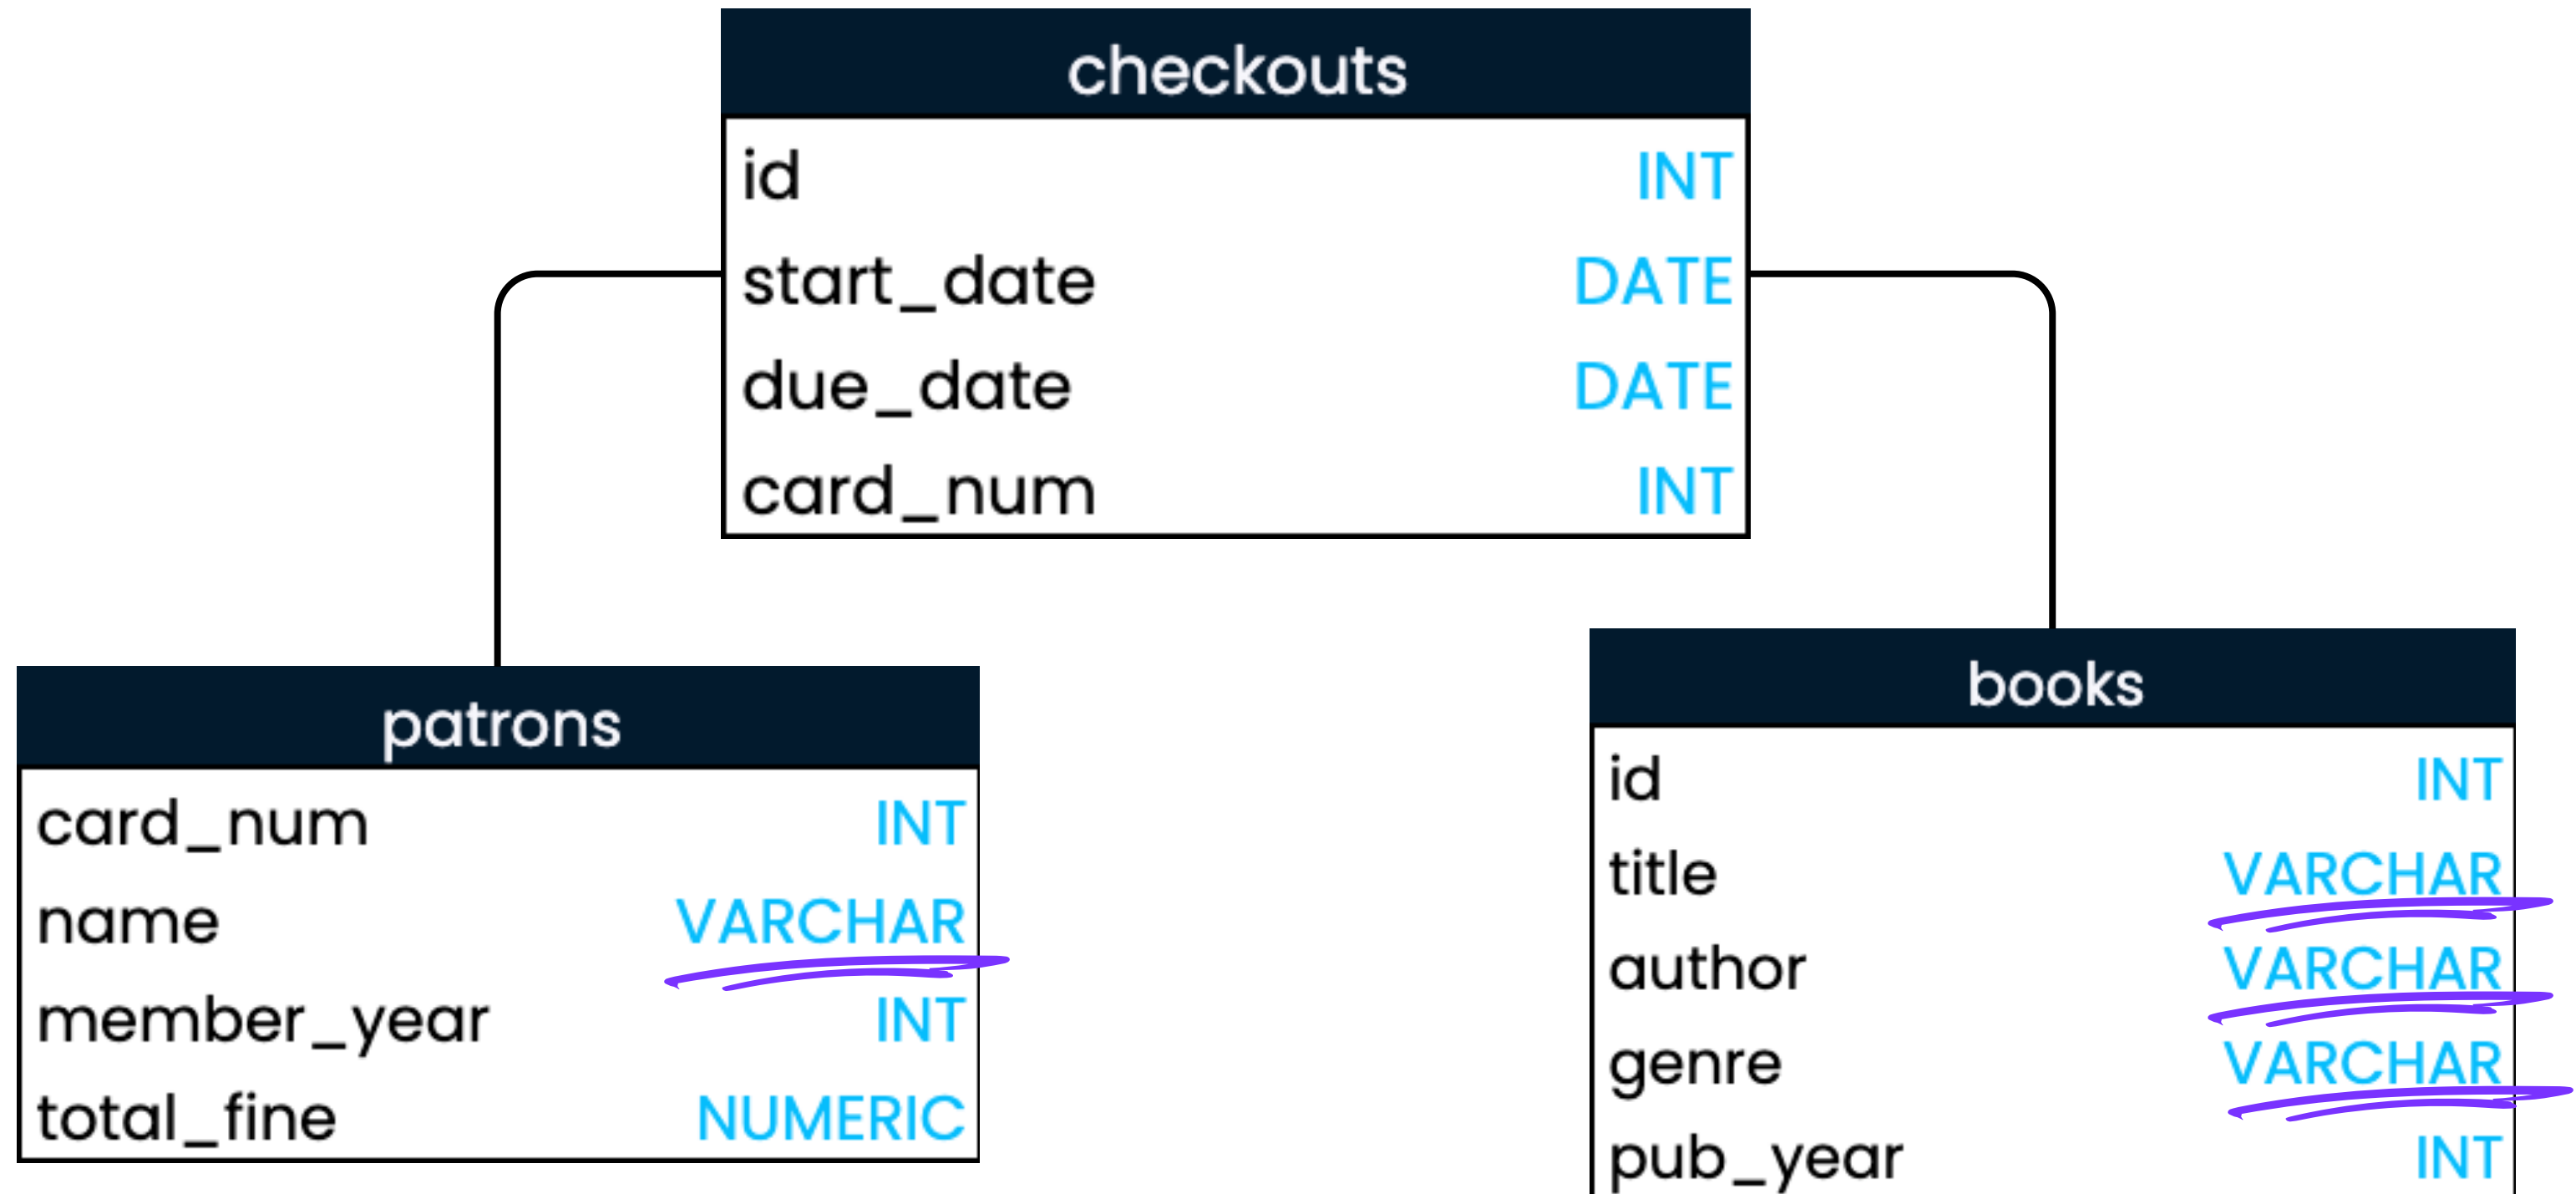 checkouts
id INT
start_date DATE
due_date DATE
card_num INT
patrons
card_num INT
name VARCHAR
member_year INT
total_fine NUMERIC
books
id INT
title VARCHAR
author VARCHAR
genre VARCHAR
pub_year INT